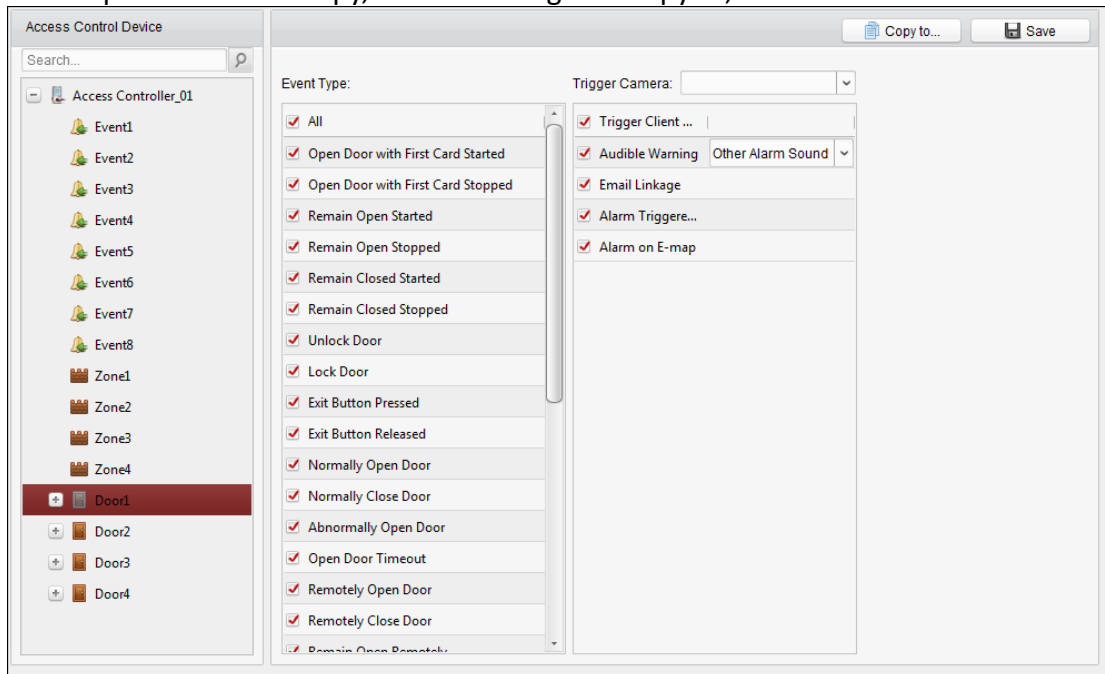 Access Control Device
Copy to...
Save
Search...
Access Controller_01
Event1
Event2
Event3
Event4
Event5
Event6
Event7
Event8
Zone1
Zone2
Zone3
Zone4
Door1
Door2
Door3
Door4
Event Type:
All
Open Door with First Card Started
Open Door with First Card Stopped
Remain Open Started
Remain Open Stopped
Remain Closed Started
Remain Closed Stopped
Unlock Door
Lock Door
Exit Button Pressed
Exit Button Released
Normally Open Door
Normally Close Door
Abnormally Open Door
Open Door Timeout
Remotely Open Door
Remotely Close Door
Remain Open Remotely
Trigger Camera:
Trigger Client ...
Audible Warning Other Alarm Sound
Email Linkage
Alarm Triggere...
Alarm on E-map